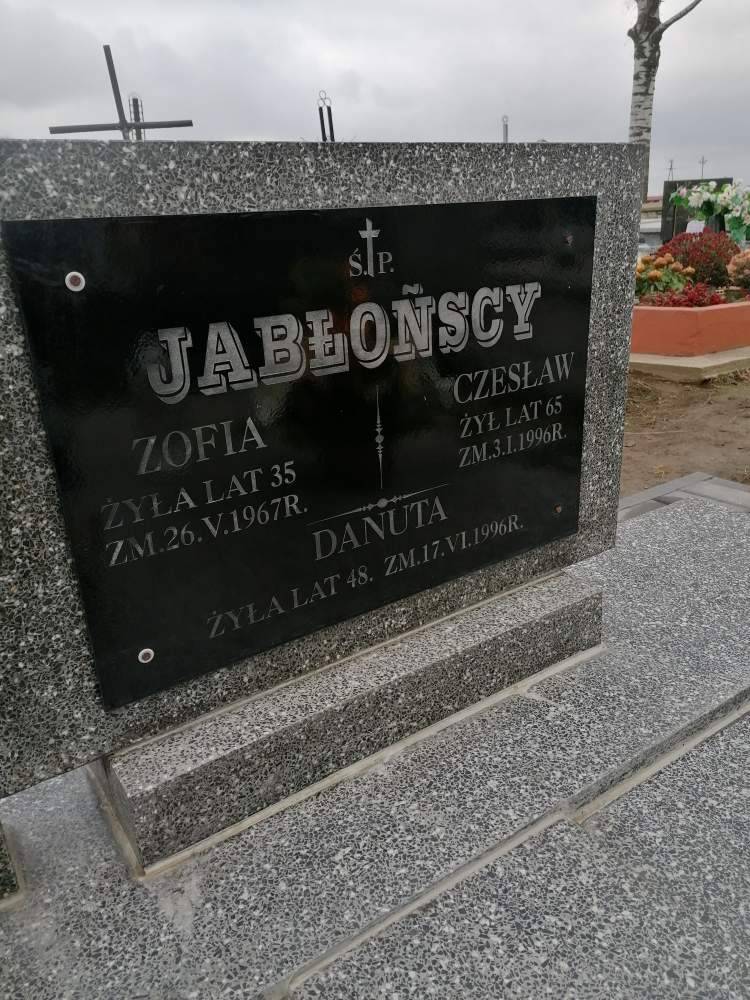 Ś.P.
JABŁOŃSCY
ZOFIA
ŻYŁA LAT 35
ZM.26.V.1967R.
CZESŁAW
ŻYŁ LAT 65
ZM.3.I.1996R.
DANUTA
ŻYŁA LAT 48. ZM.17.VI.1996R.